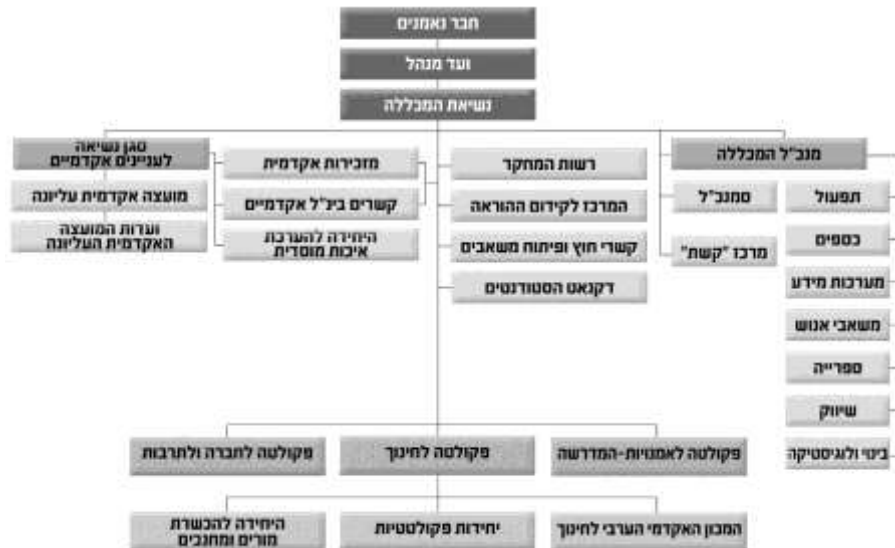 חבר נאמנים
ועד מנהל
נשיאת המכללה
מנכ"ל המכללה
סגן נשיאה
לעניינים אקדמיים
מועצה אקדמית עליונה
ועדות המועצה
האקדמית העליונה
מזכירות אקדמית
קשרים בינ"ל אקדמיים
היחידה להערכת
איכות מוסדית
רשות המחקר
המרכז לקידום ההוראה
קשרי חוץ ופיתוח משאבים
דקנאט הסטודנטים
סמנכ"ל
מרכז "קשת"
תפעול
כספים
מערכות מידע
משאבי אנוש
ספרייה
שיווק
בינוי ולוגיסטיקה
פקולטה לאמנויות-המדרשה
פקולטה לחינוך
פקולטה לחברה ולתרבות
המכון האקדמי הערבי לחינוך
יחידות פקולטטיות
היחידה להכשרת
מורים ומחנכים